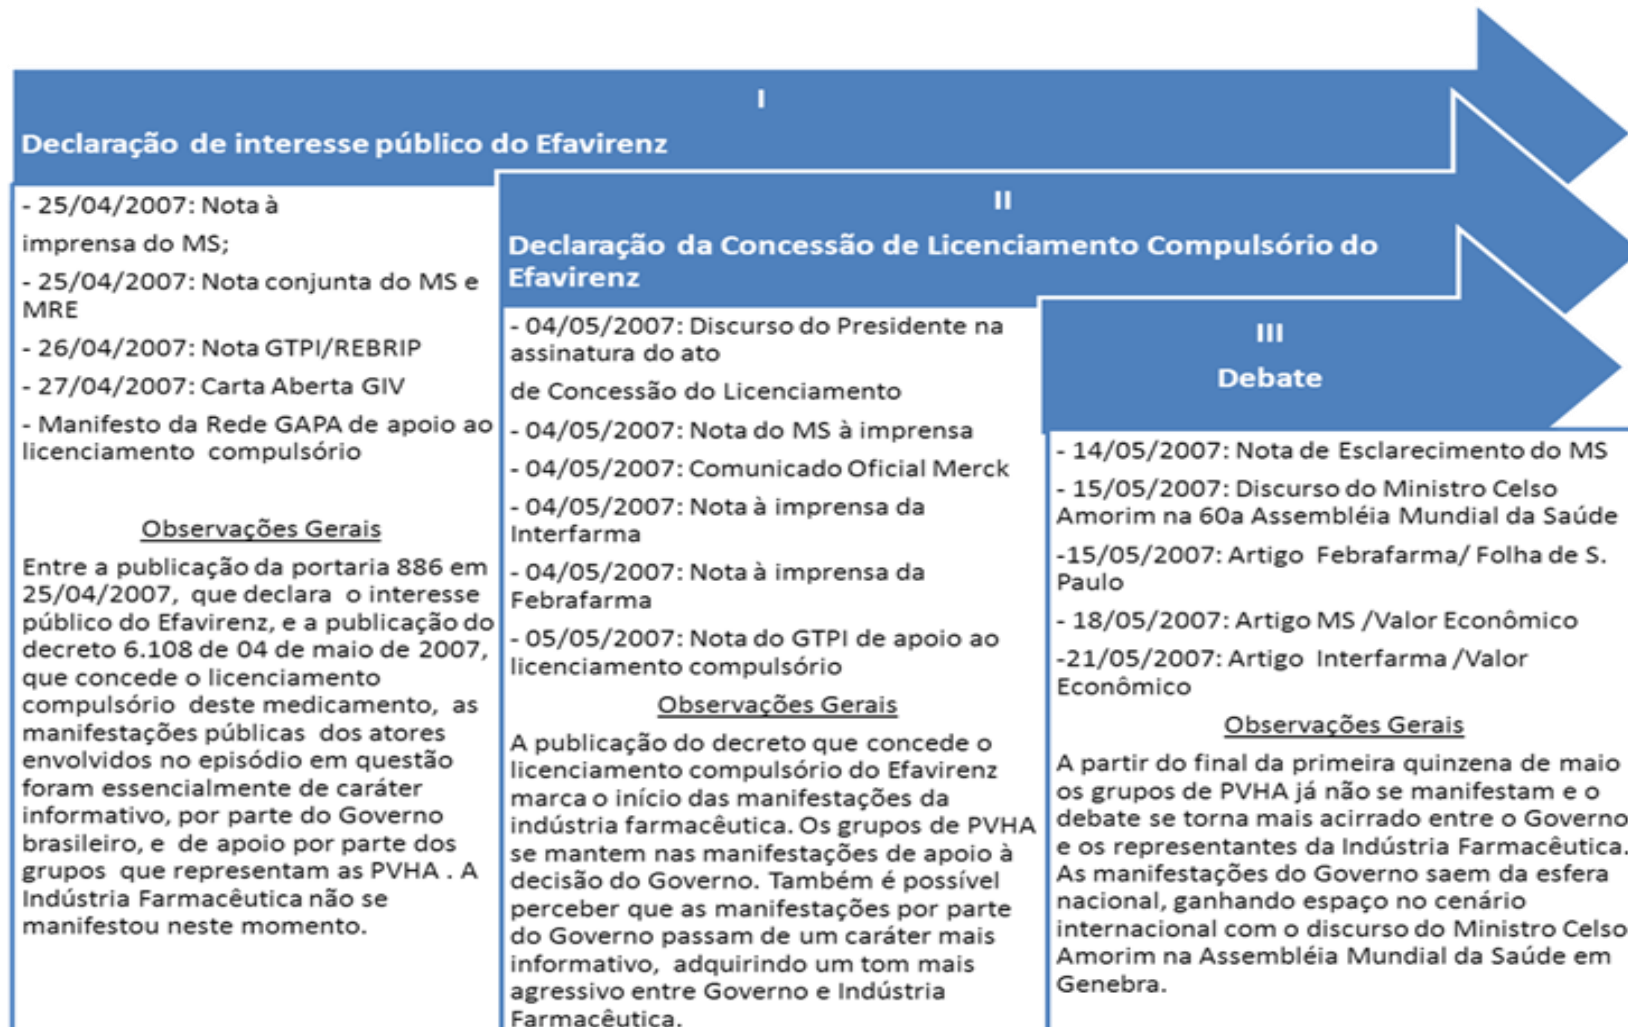 I
Declaração de interesse público do Efavirenz
- 25/04/2007: Nota à
imprensa do MS;
- 25/04/2007: Nota conjunta do MS e
MRE
- 26/04/2007: Nota GTPI/REBRIP
- 27/04/2007: Carta Aberta GIV
- Manifesto da Rede GAPA de apoio ao
licenciamento compulsório
Observações Gerais
Entre a publicação da portaria 886 em
25/04/2007, que declara o interesse
público do Efavirenz, e a publicação do
decreto 6.108 de 04 de maio de 2007,
que concede o licenciamento
compulsório deste medicamento, as
manifestações públicas dos atores
envolvidos no episódio em questão
foram essencialmente de caráter
informativo, por parte do Governo
brasileiro, e de apoio por parte dos
grupos que representam as PVHA . A
Indústria Farmacêutica não se
manifestou neste momento.
II
Declaração da Concessão de Licenciamento Compulsório do
Efavirenz
- 04/05/2007: Discurso do Presidente na
assinatura do ato
de Concessão do Licenciamento
- 04/05/2007: Nota do MS à imprensa
- 04/05/2007: Comunicado Oficial Merck
- 04/05/2007: Nota à imprensa da
Interfarma
- 04/05/2007: Nota à imprensa da
Febrafarma
- 05/05/2007: Nota do GTPI de apoio ao
licenciamento compulsório
Observações Gerais
A publicação do decreto que concede o
licenciamento compulsório do Efavirenz
marca o início das manifestações da
indústria farmacêutica. Os grupos de PVHA
se mantem nas manifestações de apoio à
decisão do Governo. Também é possível
perceber que as manifestações por parte
do Governo passam de um caráter mais
informativo, adquirindo um tom mais
agressivo entre Governo e Indústria
Farmacêutica.
III
Debate
- 14/05/2007: Nota de Esclarecimento do MS
- 15/05/2007: Discurso do Ministro Celso
Amorim na 60a Assembléia Mundial da Saúde
-15/05/2007: Artigo Febrafarma/ Folha de S.
Paulo
- 18/05/2007: Artigo MS /Valor Econômico
-21/05/2007: Artigo Interfarma /Valor
Econômico
Observações Gerais
A partir do final da primeira quinzena de maio
os grupos de PVHA já não se manifestam e o
debate se torna mais acirrado entre o Governo
e os representantes da Indústria Farmacêutica.
As manifestações do Governo saem da esfera
nacional, ganhando espaço no cenário
internacional com o discurso do Ministro Celso
Amorim na Assembléia Mundial da Saúde em
Genebra.